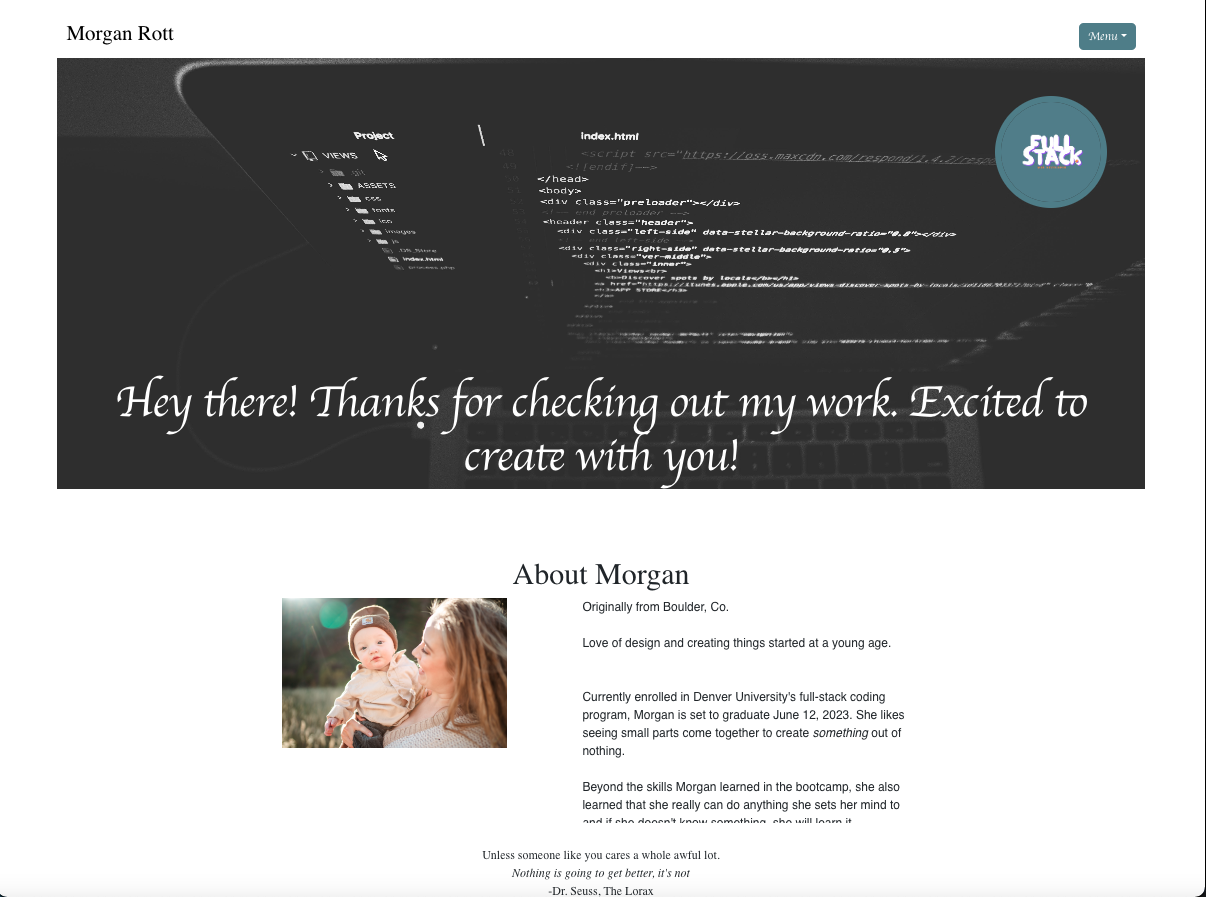 Morgan Rott
Menu
Project
index.html
<script src="https://oss.maxcdn.com/respond/1.4.2/respo
VIEWS
<![endif]-->
.git
</head>
ASSETS
<body>
css
<div class="preloader"></div>
fonts
<!-- end preloader -->
ico
<header class="header">
images
<div class="left-side" data-stellar-background-ratio="0.8"></div>
js
.DS_Store
<div class="right-side" data-stellar-background-ratio="0.5">
index.html
<div class="ver-middle">
process.php
<div class="inner">
<h1>Views<br>
<b>Discover spots by locals</b></h1>
</a>
FULL
STACK
Hey there! Thanks for checking out my work. Excited to
create with you!
About Morgan
Originally from Boulder, Co.
Love of design and creating things started at a young age.
Currently enrolled in Denver University's full-stack coding
program, Morgan is set to graduate June 12, 2023. She likes
seeing small parts come together to create something out of
nothing.
Beyond the skills Morgan learned in the bootcamp, she also
learned that she really can do anything she sets her mind to
and if she doesn't know something, she will learn it.
Unless someone like you cares a whole awful lot.
Nothing is going to get better, it's not
-Dr. Seuss, The Lorax